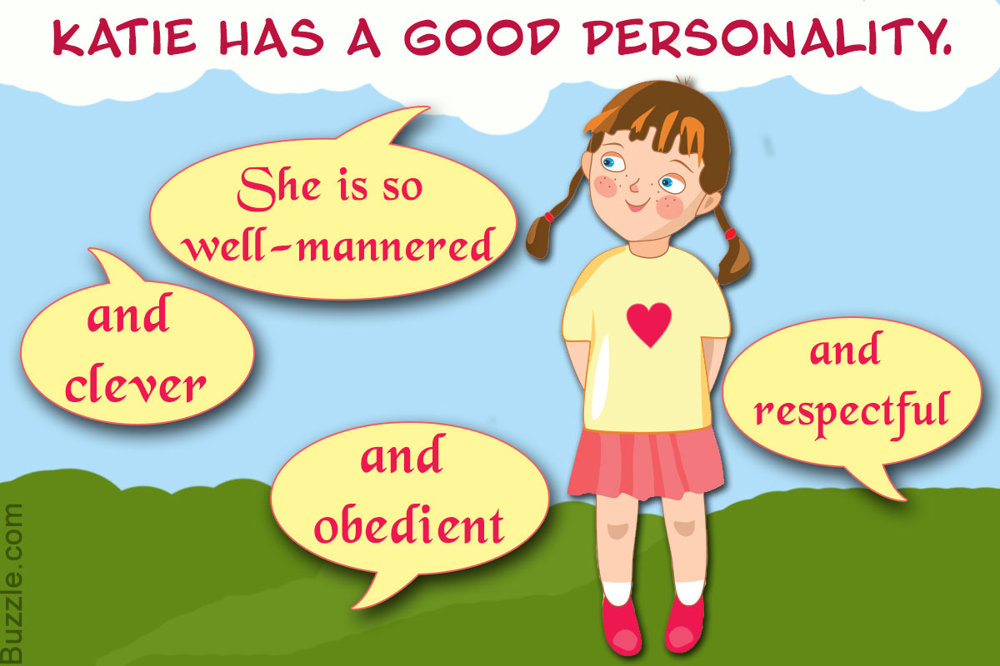 KATIE HAS A GOOD PERSONALITY.
She is so
well-mannered
and
clever
and
obedient
and
respectful
Buzzle.com